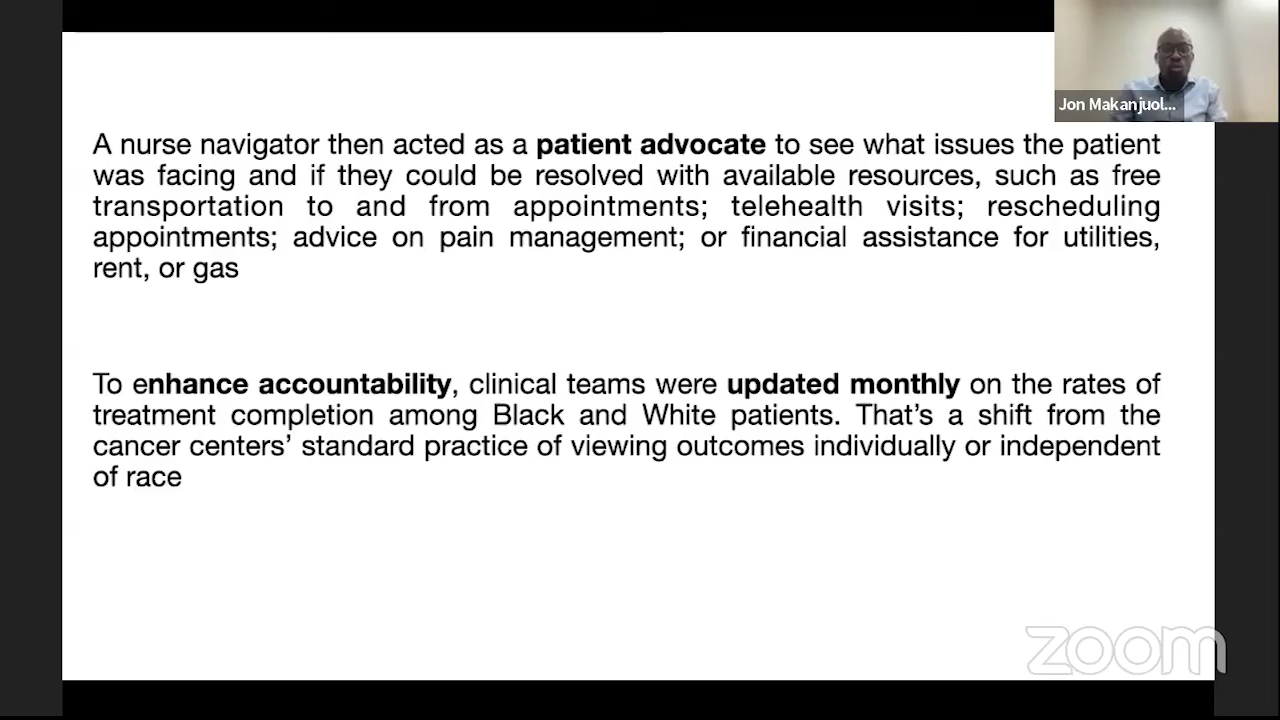 Jon Makanjuol...
A nurse navigator then acted as a patient advocate to see what issues the patient
was facing and if they could be resolved with available resources, such as free
transportation to and from appointments; telehealth visits; rescheduling
appointments; advice on pain management; or financial assistance for utilities,
rent, or gas
To enhance accountability, clinical teams were updated monthly on the rates of
treatment completion among Black and White patients. That’s a shift from the
cancer centers’ standard practice of viewing outcomes individually or independent
of race
zoom